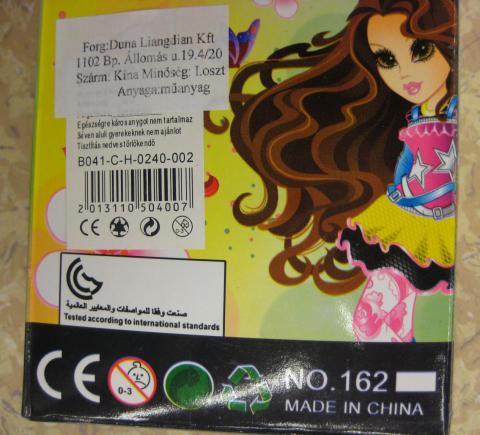 Forg:Duna Liangdian Kft
1102 Bp. Állomás u.19.4/20
Szárm: Kína Minőség: I.oszt
Anyaga:műanyag
Egészségre káros anyagot nem tartalmaz
3 éven aluli gyerekeknek nem ajánlot
Tisztítás nedves törlőkendő
B041-C-H-0240-002
2 013110 504007
CE
0-3
صنعت وفقا للمواصفات والمعايير العالمية
Tested according to international standards
CE
0-3
NO.162
MADE IN CHINA